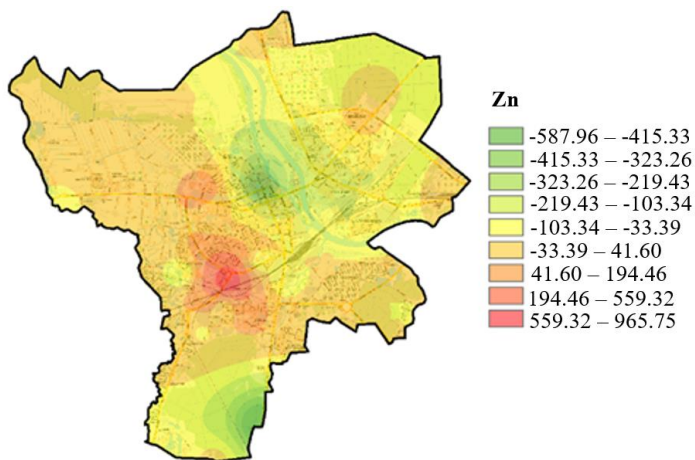 Zn
-587.96 – -415.33
-415.33 – -323.26
-323.26 – -219.43
-219.43 – -103.34
-103.34 – -33.39
-33.39 – 41.60
41.60 – 194.46
194.46 – 559.32
559.32 – 965.75